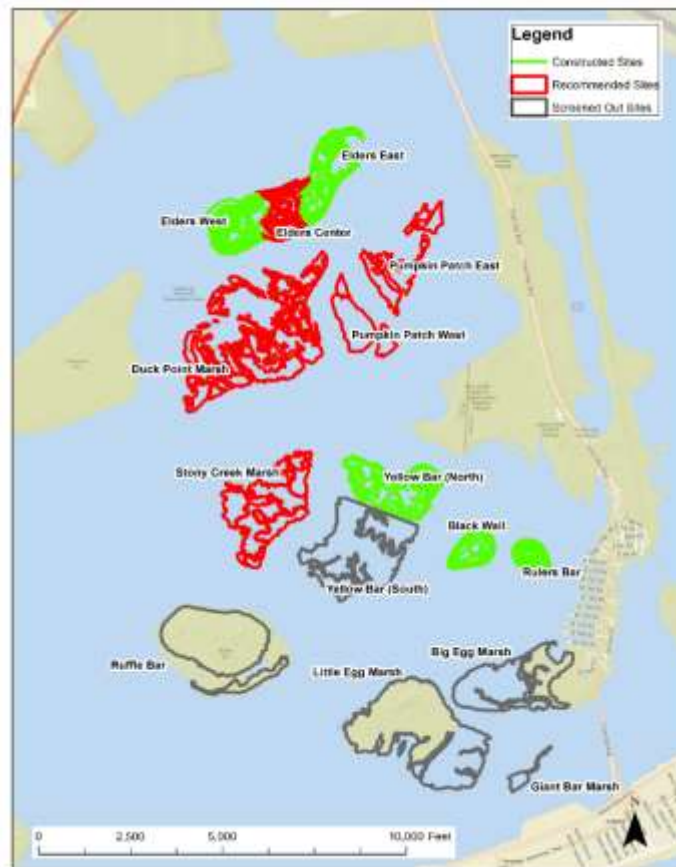 Legend
Constructed Sites
Recommended Sites
Screened Out Sites
Elders East
Elders West
Elders Center
Pumpkin Patch East
Pumpkin Patch West
Duck Point Marsh
Stony Creek Marsh
Yellow Bar (North)
Black Wall
Rulers Bar
Yellow Bar (South)
Big Egg Marsh
Ruffle Bar
Little Egg Marsh
Giant Bar Marsh
0 2,500 5,000 10,000 Feet